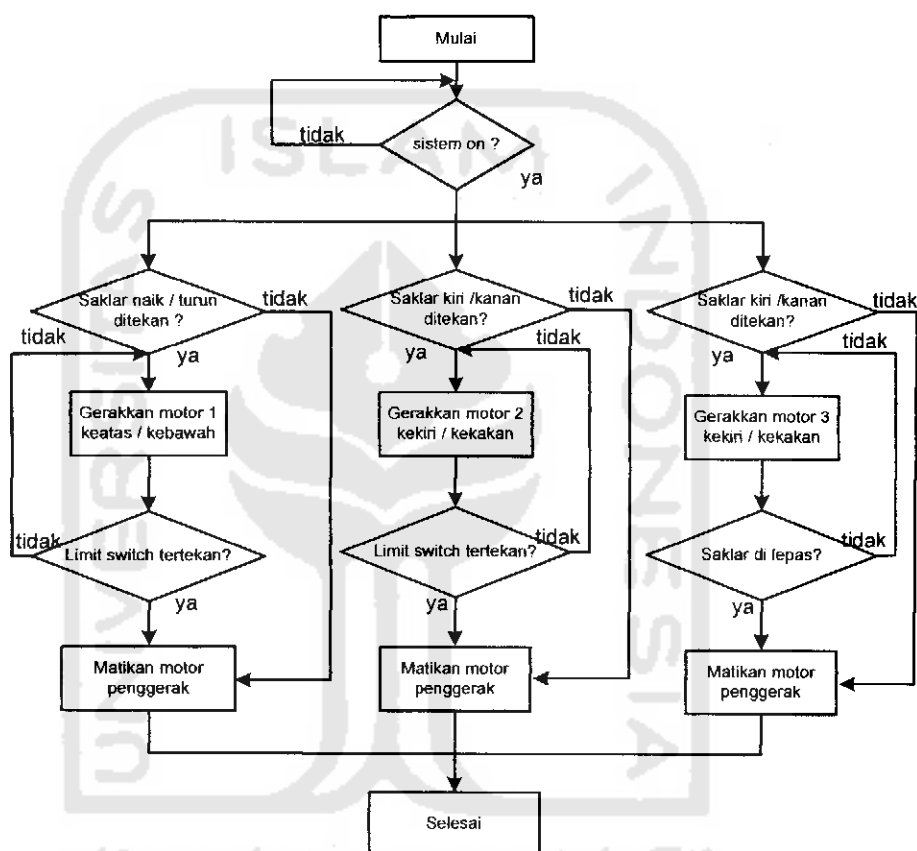 Mulai
tidak
sistem on ?
ya
Saklar naik / turun
ditekan ?
tidak
tidak
ya
Gerakkan motor 1
keatas / kebawah
tidak
Limit switch tertekan?
ya
Matikan motor
penggerak
Saklar kiri /kanan
ditekan?
tidak
tidak
ya
Gerakkan motor 2
kekiri / kekakan
Limit switch tertekan?
tidak
ya
Matikan motor
penggerak
Saklar kiri /kanan
ditekan?
tidak
tidak
ya
Gerakkan motor 3
kekiri / kekakan
Saklar di lepas?
tidak
ya
Matikan motor
penggerak
Selesai
UNIVERSITAS
ISLAM
INDONESIA